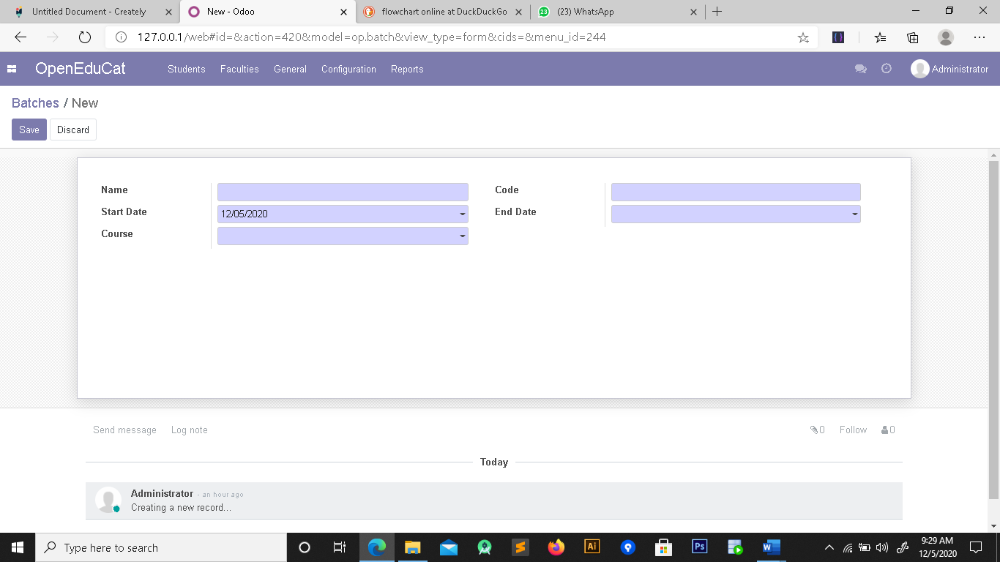 Untitled Document - Creately
New - Odoo
flowchart online at DuckDuckGo
23
(23) WhatsApp
127.0.0.1/web#id=&action=420&model=op.batch&view_type=form&cids=&menu_id=244
OpenEduCat
Students
Faculties
General
Configuration
Reports
Administrator
Batches / New
Save
Discard
Name
Code
Start Date
12/05/2020
End Date
Course
Send message
Log note
0
Follow
0
Today
Administrator - an hour ago
Creating a new record...
Type here to search
Ai
Ps
W
9:29 AM
12/5/2020